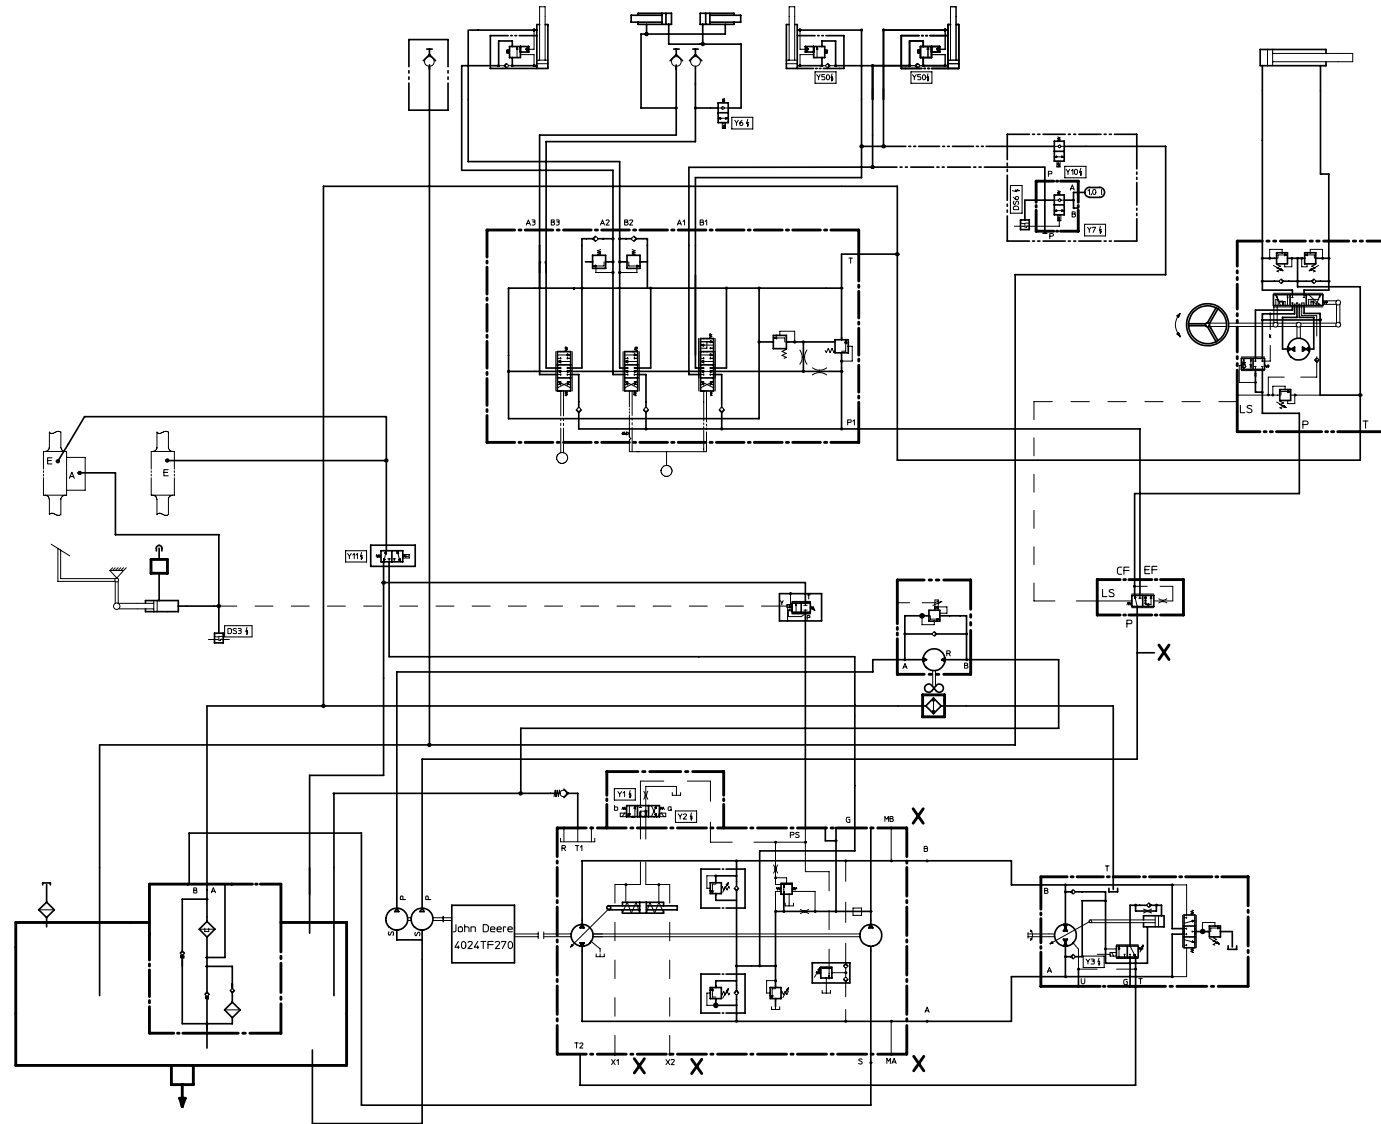 Y50
Y50
Y6
Y10
P
A
1,0 l
DS6
B
P
Y7
A3 B3 A2 B2 A1 B1
T
P1
LS
P
T
E
A
E
Y11
DS3
Y
T
P
CF EF
LS
P
X
R
A
B
Y1
b
a
Y2
X
R T1
PS
G
MB
B
B A
P
P
S
S
John Deere
4024TF270
T
B
A
Y3
U
G T
A
T2
X1
X
X2
X
S
MA
X